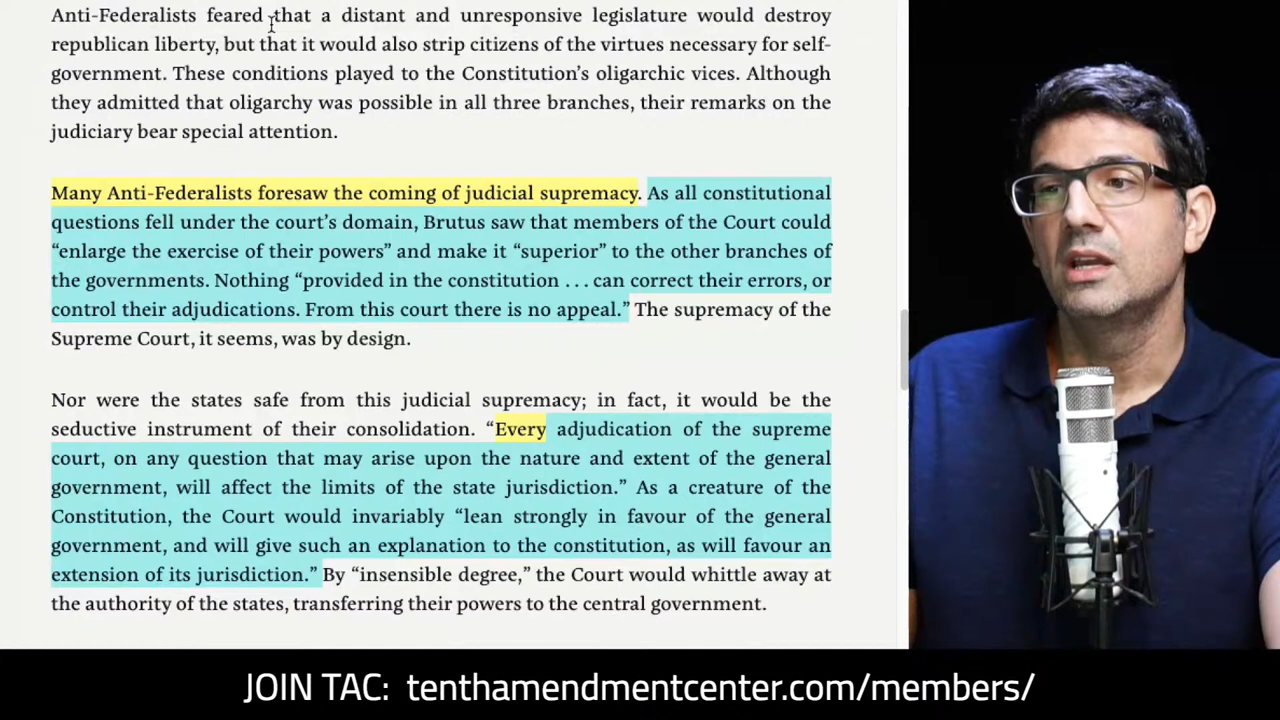 Anti-Federalists feared that a distant and unresponsive legislature would destroy
republican liberty, but that it would also strip citizens of the virtues necessary for self-
government. These conditions played to the Constitution’s oligarchic vices. Although
they admitted that oligarchy was possible in all three branches, their remarks on the
judiciary bear special attention.
Many Anti-Federalists foresaw the coming of judicial supremacy. As all constitutional
questions fell under the court’s domain, Brutus saw that members of the Court could
“enlarge the exercise of their powers” and make it “superior” to the other branches of
the governments. Nothing “provided in the constitution . . . can correct their errors, or
control their adjudications. From this court there is no appeal.” The supremacy of the
Supreme Court, it seems, was by design.
Nor were the states safe from this judicial supremacy; in fact, it would be the
seductive instrument of their consolidation. “Every adjudication of the supreme
court, on any question that may arise upon the nature and extent of the general
government, will affect the limits of the state jurisdiction.” As a creature of the
Constitution, the Court would invariably “lean strongly in favour of the general
government, and will give such an explanation to the constitution, as will favour an
extension of its jurisdiction.” By “insensible degree,” the Court would whittle away at
the authority of the states, transferring their powers to the central government.
JOIN TAC: tenthamendmentcenter.com/members/